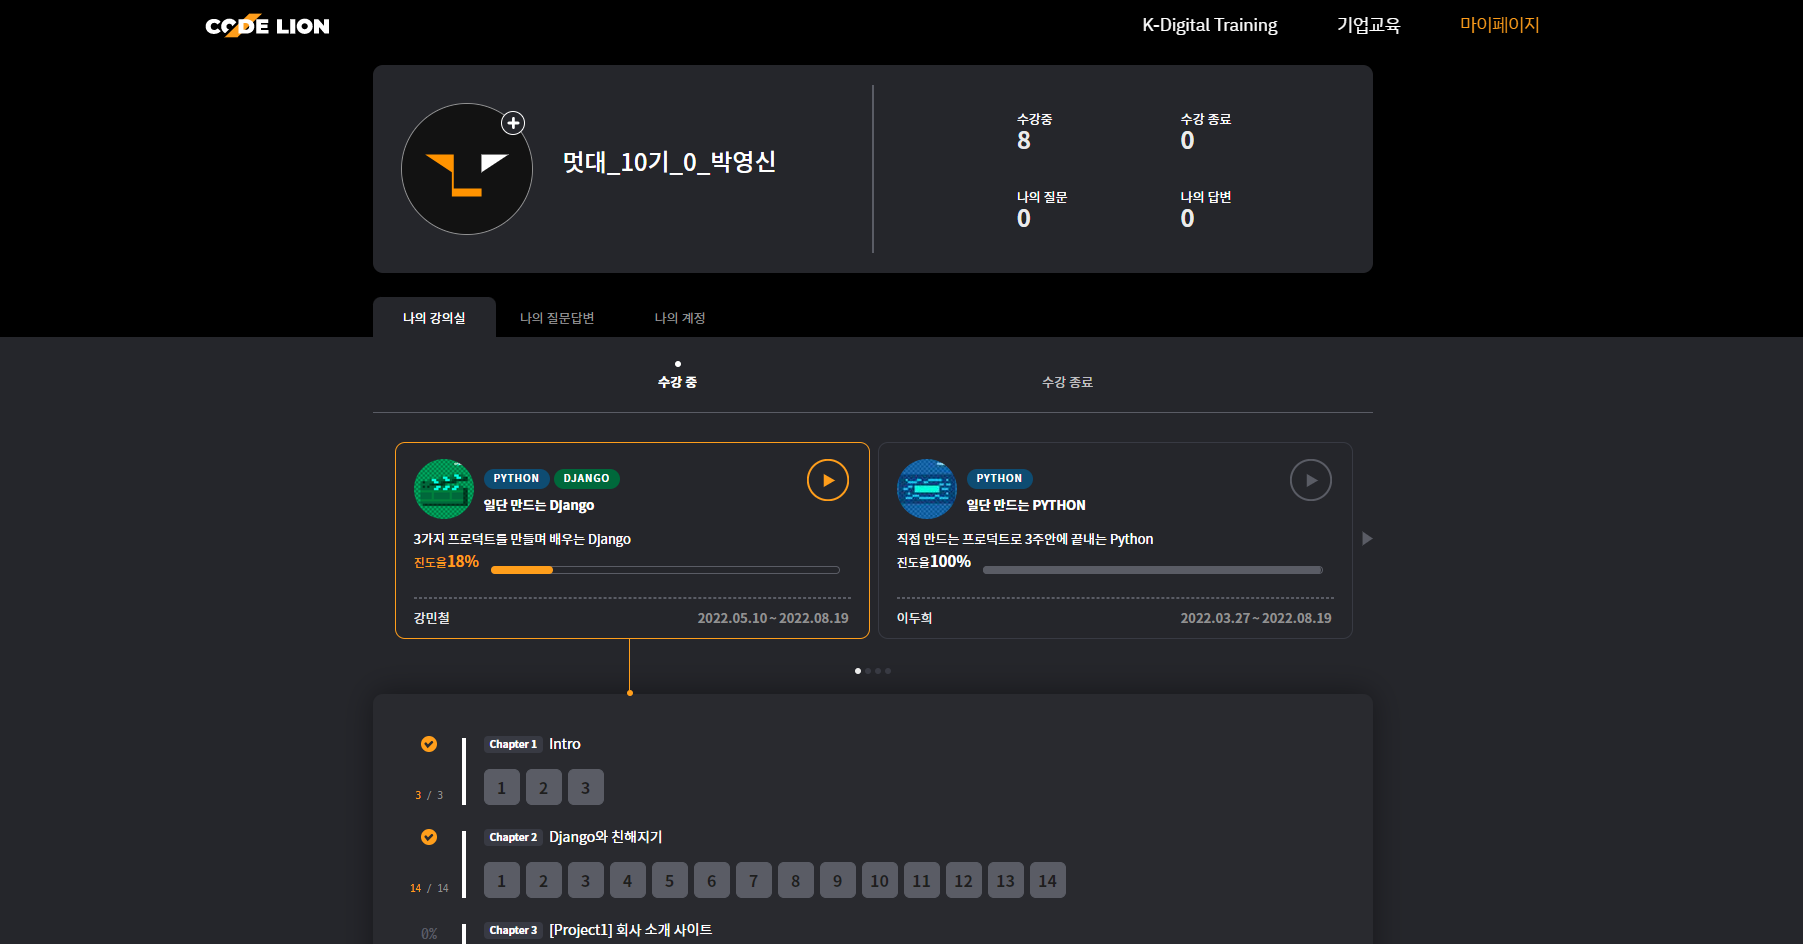 CODE LION
K-Digital Training 기업교육 마이페이지
멋대_10기_0_박영신
수강중 수강 종료
8 0
나의 질문 나의 답변
0 0
나의 강의실 나의 질문답변 나의 계정
수강 중 수강 종료
PYTHON DJANGO
일단 만드는 Django
3가지 프로덕트를 만들며 배우는 Django
진도율18%
강민철 2022.05.10 ~ 2022.08.19
PYTHON
일단 만드는 PYTHON
직접 만드는 프로덕트로 3주안에 끝내는 Python
진도율100%
이두희 2022.03.27 ~ 2022.08.19
Chapter 1 Intro
3 / 3 1 2 3
Chapter 2 Django와 친해지기
14 / 14 1 2 3 4 5 6 7 8 9 10 11 12 13 14
0% Chapter 3 [Project1] 회사 소개 사이트